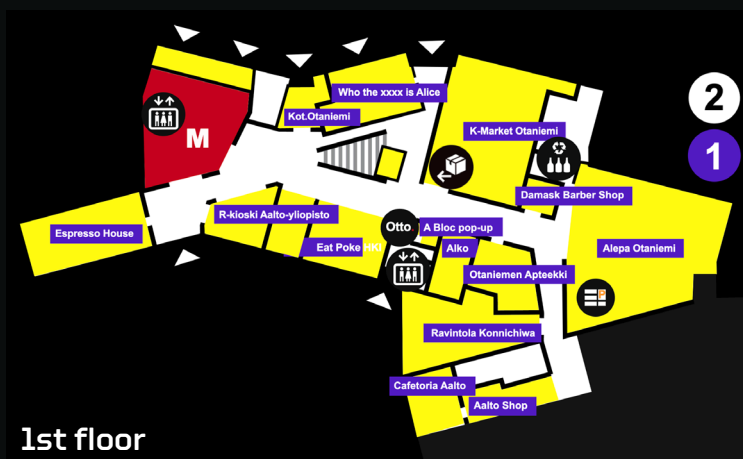 Who the xxxx is Alice
2
Kot.Otaniemi
K-Market Otaniemi
M
1
Damask Barber Shop
R-kioski Aalto-yliopisto
Espresso House
Otto.
A Bloc pop-up
Eat Poke HKI
Alko
Alepa Otaniemi
Otaniemen Apteekki
P
Ravintola Konnichiwa
Cafetoria Aalto
Aalto Shop
1st floor